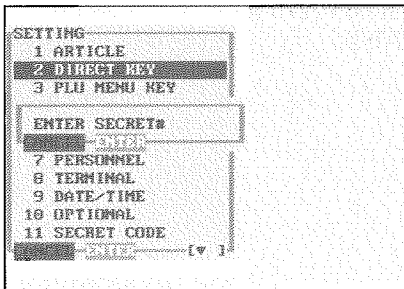 SETTING
1 ARTICLE
2 DIRECT KEY
3 PLU MENU KEY
ENTER SECRET#
ENTER
7 PERSONNEL
8 TERMINAL
9 DATE/TIME
10 OPTIONAL
11 SECRET CODE
ENTER [▼ ]